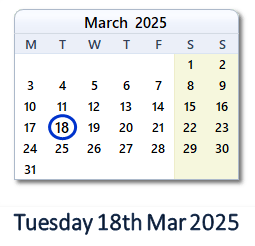 March 2025
M T W T F S S
1 2
3 4 5 6 7 8 9
10 11 12 13 14 15 16
17 18 19 20 21 22 23
24 25 26 27 28 29 30
31
Tuesday 18th Mar 2025